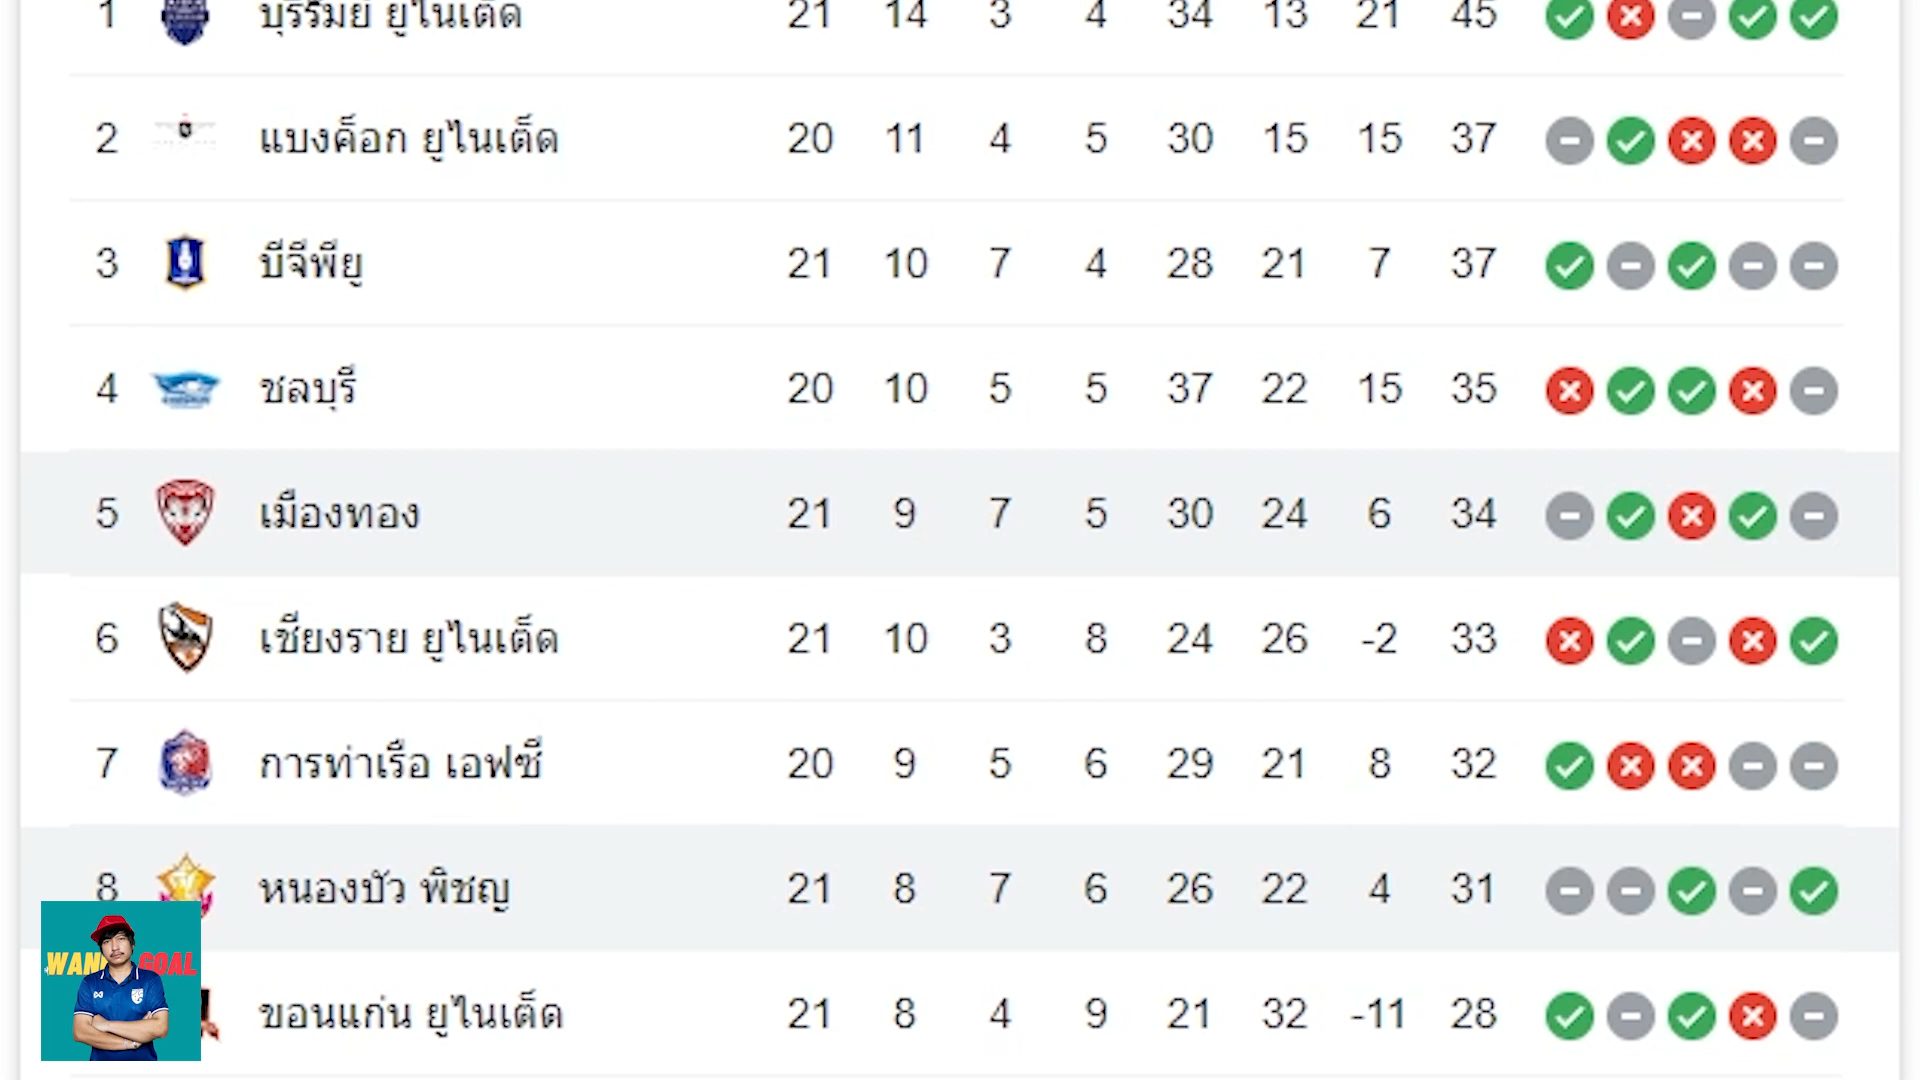 1 บุรีรัมย์ ยูไนเต็ด 21 14 3 4 34 13 21 45
2 แบงค็อก ยูไนเต็ด 20 11 4 5 30 15 15 37
3 บีจีพียู 21 10 7 4 28 21 7 37
4 ชลบุรี 20 10 5 5 37 22 15 35
5 เมืองทอง 21 9 7 5 30 24 6 34
6 เชียงราย ยูไนเต็ด 21 10 3 8 24 26 -2 33
7 การท่าเรือ เอฟซี 20 9 5 6 29 21 8 32
8 หนองบัว พิชญ 21 8 7 6 26 22 4 31
ขอนแก่น ยูไนเต็ด 21 8 4 9 21 32 -11 28
GOAL